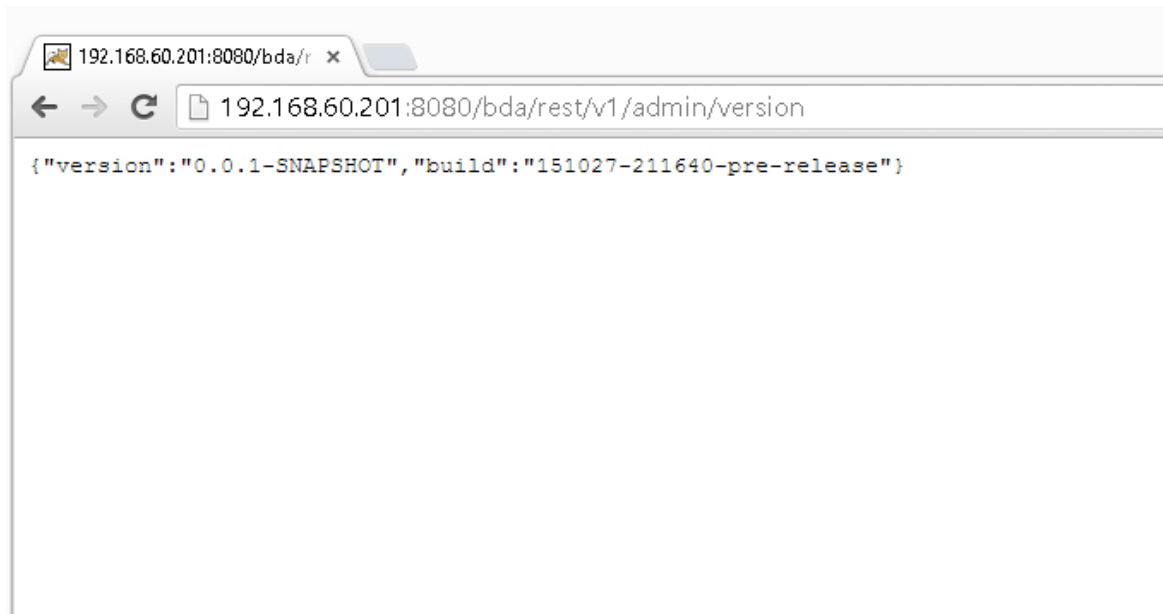 192.168.60.201:8080/bda/r
192.168.60.201:8080/bda/rest/v1/admin/version
{"version":"0.0.1-SNAPSHOT","build":"151027-211640-pre-release"}